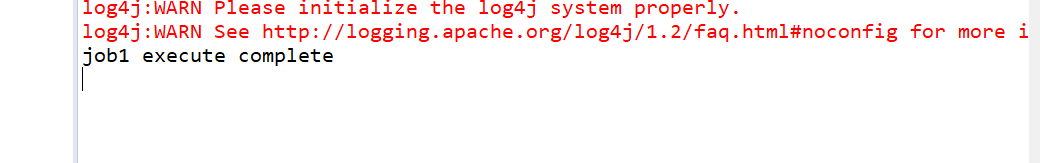 log4j:WARN Please initialize the log4j system properly.
log4j:WARN See http://logging.apache.org/log4j/1.2/faq.html#noconfig for more i
job1 execute complete